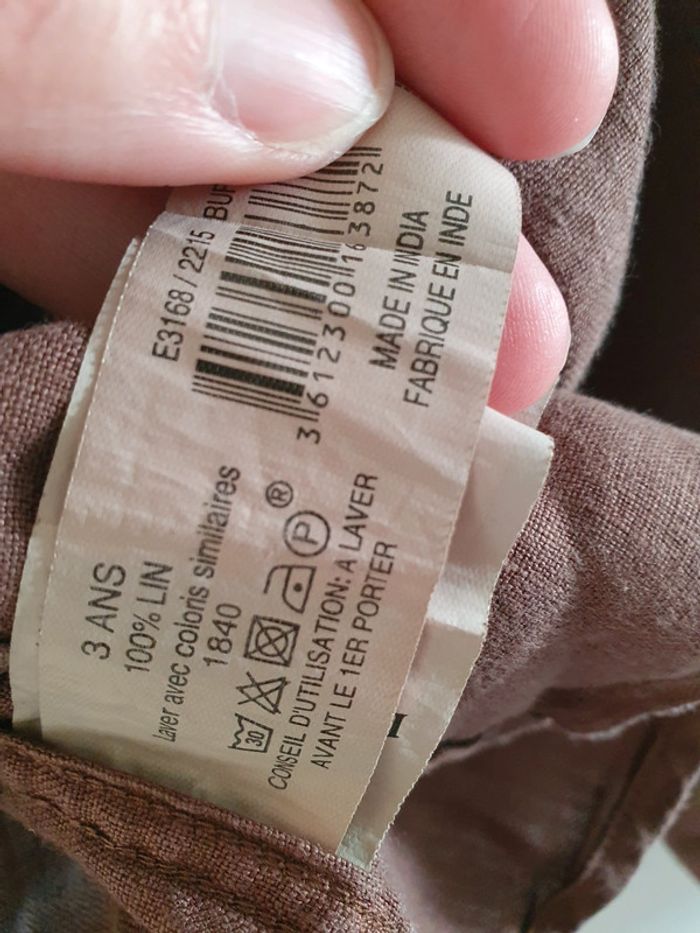 E3168 / 2215
3 612300 163872
MADE IN INDIA
FABRIQUE EN INDE
3 ANS
100% LIN
Laver avec coloris similaires
1840
30 P ®
CONSEIL D'UTILISATION: A LAVER
AVANT LE 1ER PORTER